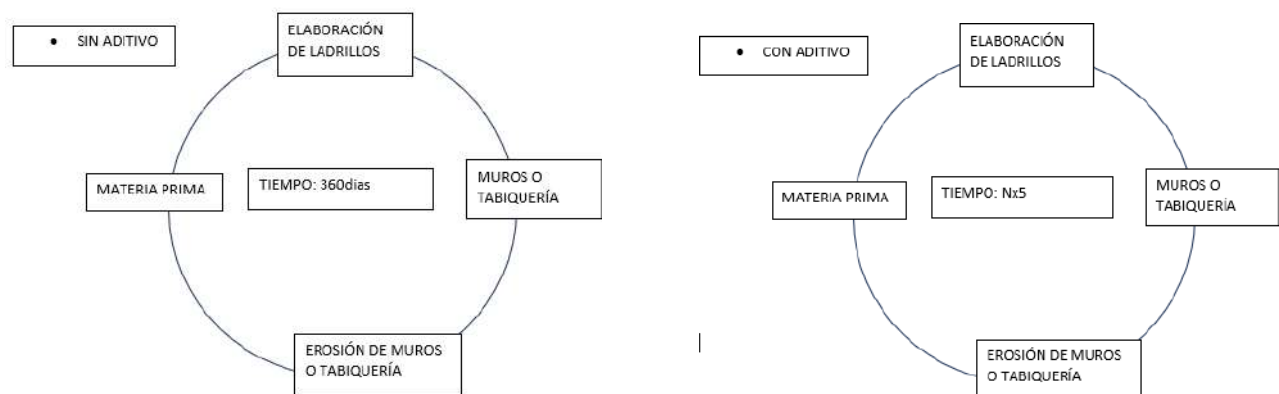 • SIN ADITIVO
ELABORACIÓN
DE LADRILLOS
MATERIA PRIMA
TIEMPO: 360dias
MUROS O
TABIQUERÍA
EROSIÓN DE MUROS
O TABIQUERÍA
• CON ADITIVO
ELABORACIÓN
DE LADRILLOS
MATERIA PRIMA
TIEMPO: Nx5
MUROS O
TABIQUERÍA
EROSIÓN DE MUROS
O TABIQUERÍA